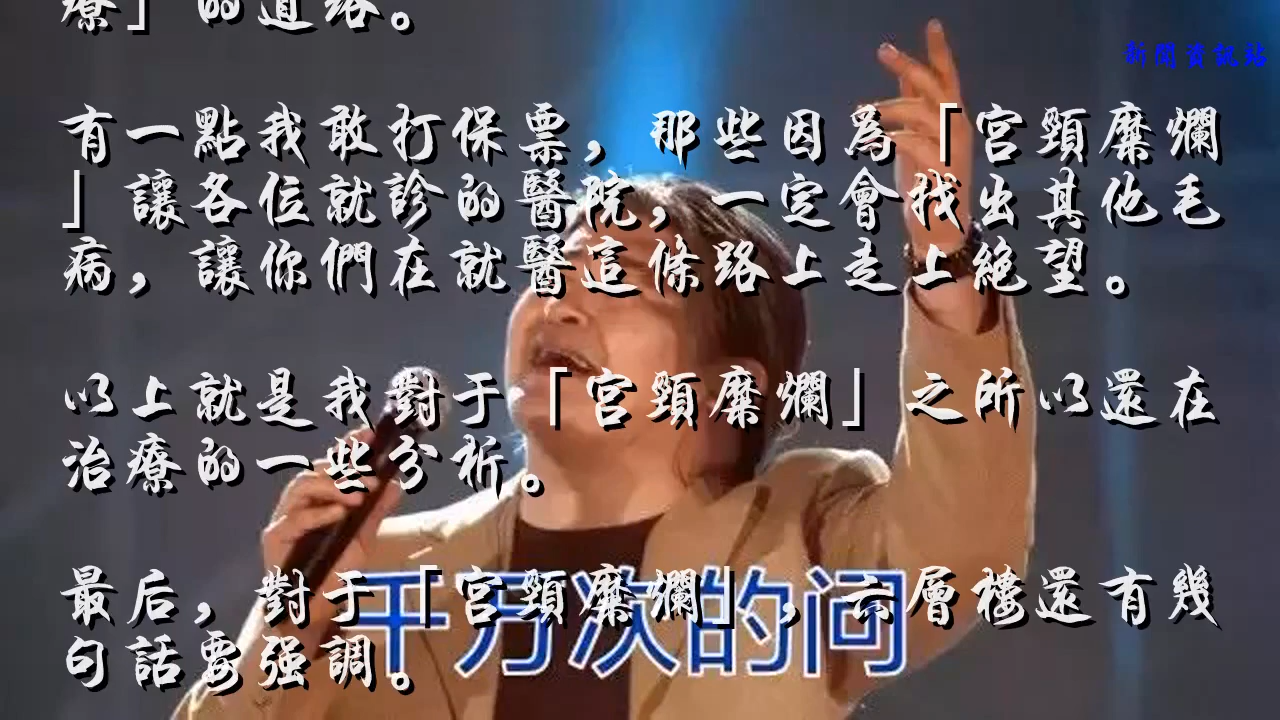 療」的道路。
新聞資訊站
有一點我敢打保票，那些因為「宮頸糜爛
」讓各位就診的醫院，一定會找出其他毛
病，讓你們在就醫這條路上走上絕望。
以上就是我對于「宮頸糜爛」之所以還在
治療的一些分析。
最后，對于「宮頸糜爛」，六層樓還有幾
句話要强調。
千万次的问